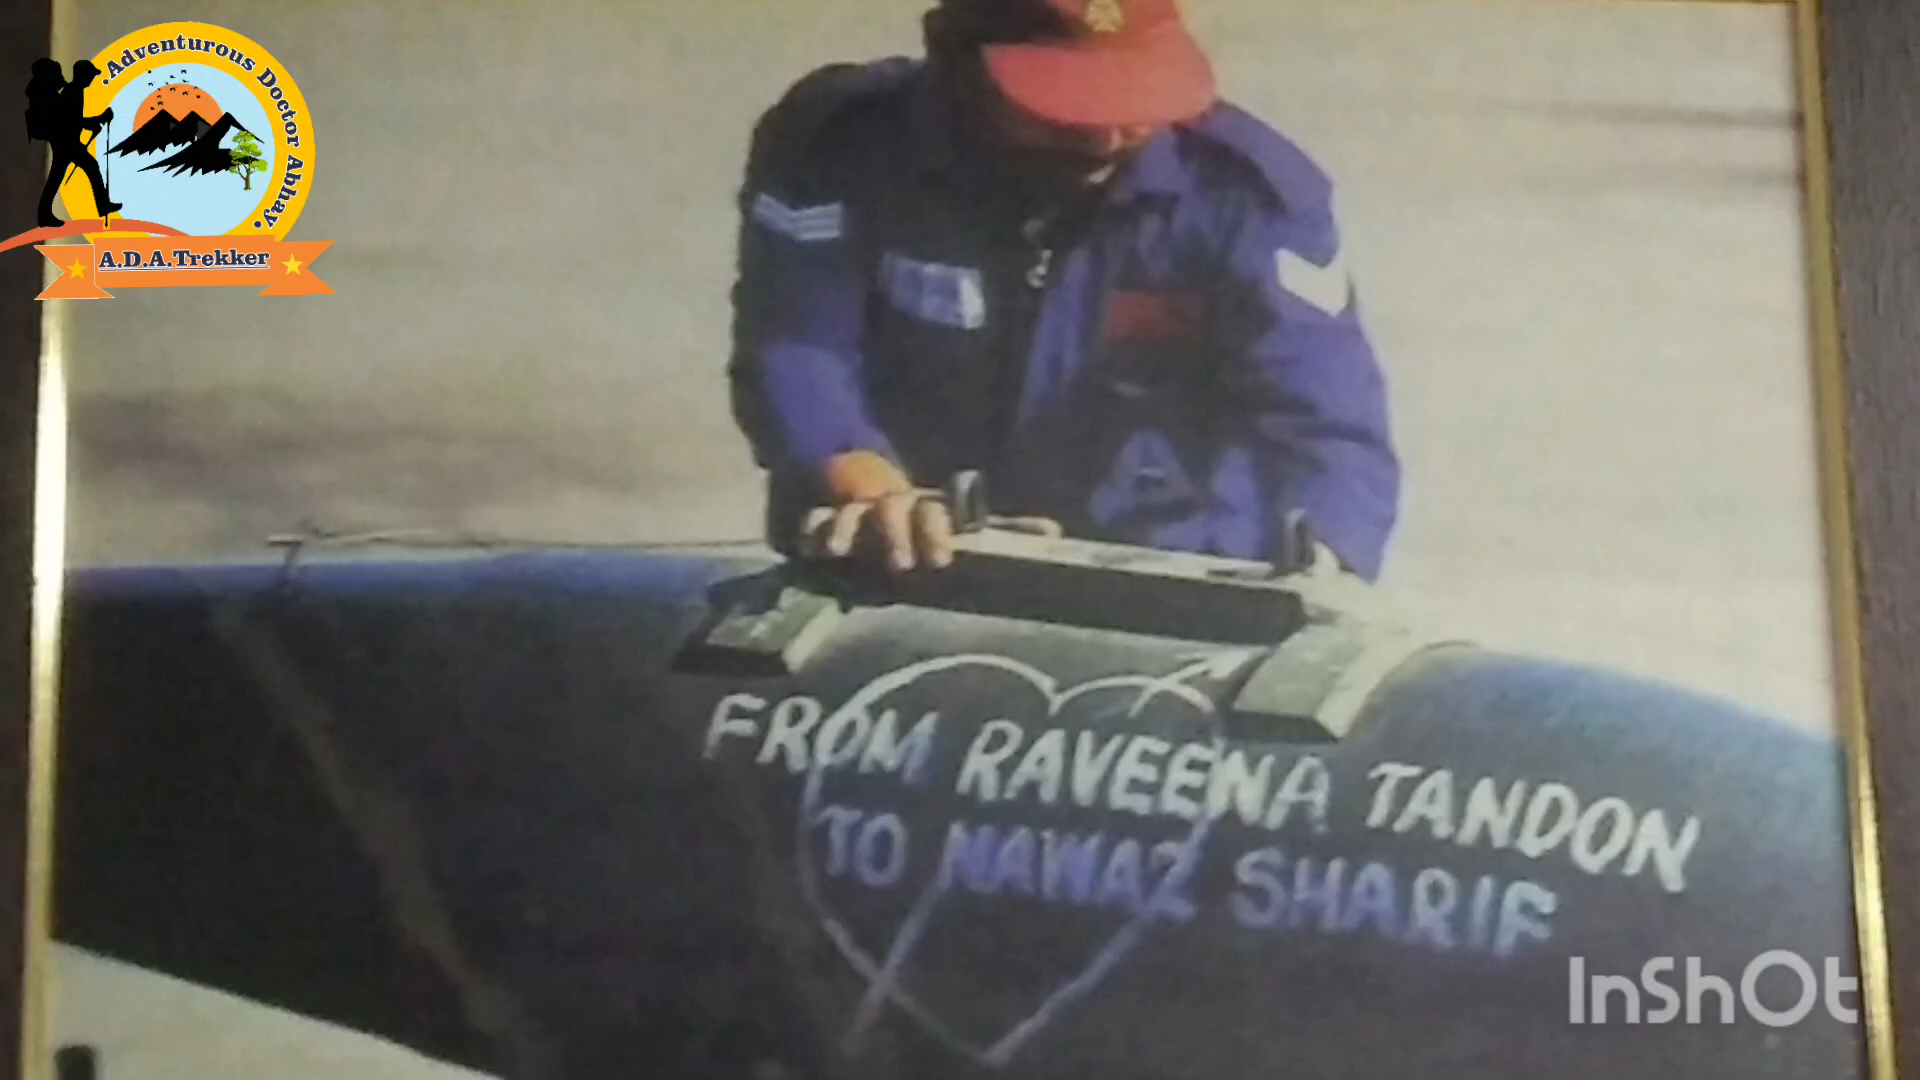 .Adventurous Doctor Abhay.
A.D.A.Trekker
FROM RAVEENA TANDON
TO NAWAZ SHARIF
InShOt